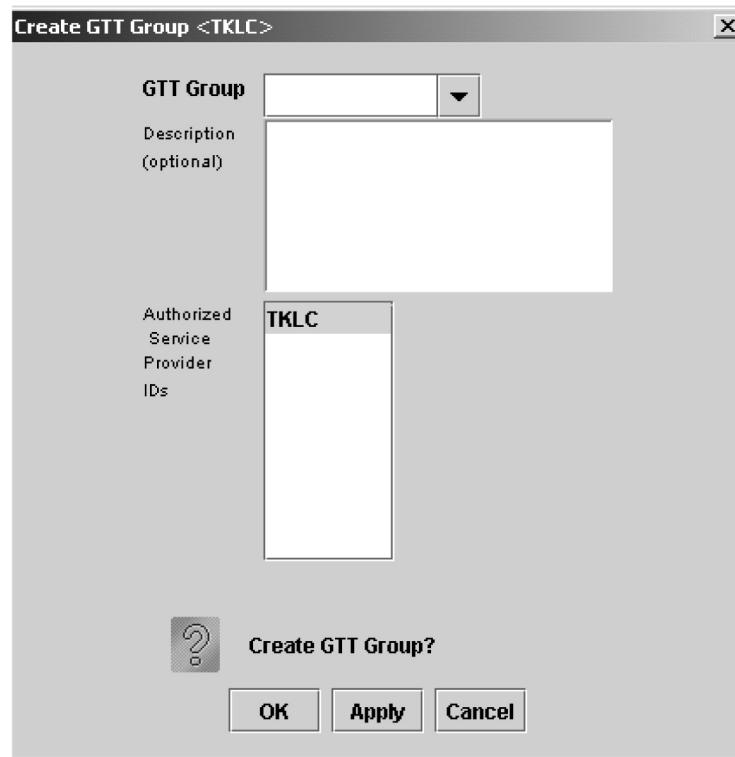 Create GTT Group <TKLC>
GTT Group
Description
(optional)
Authorized
Service
Provider
IDs
TKLC
Create GTT Group?
OK Apply Cancel